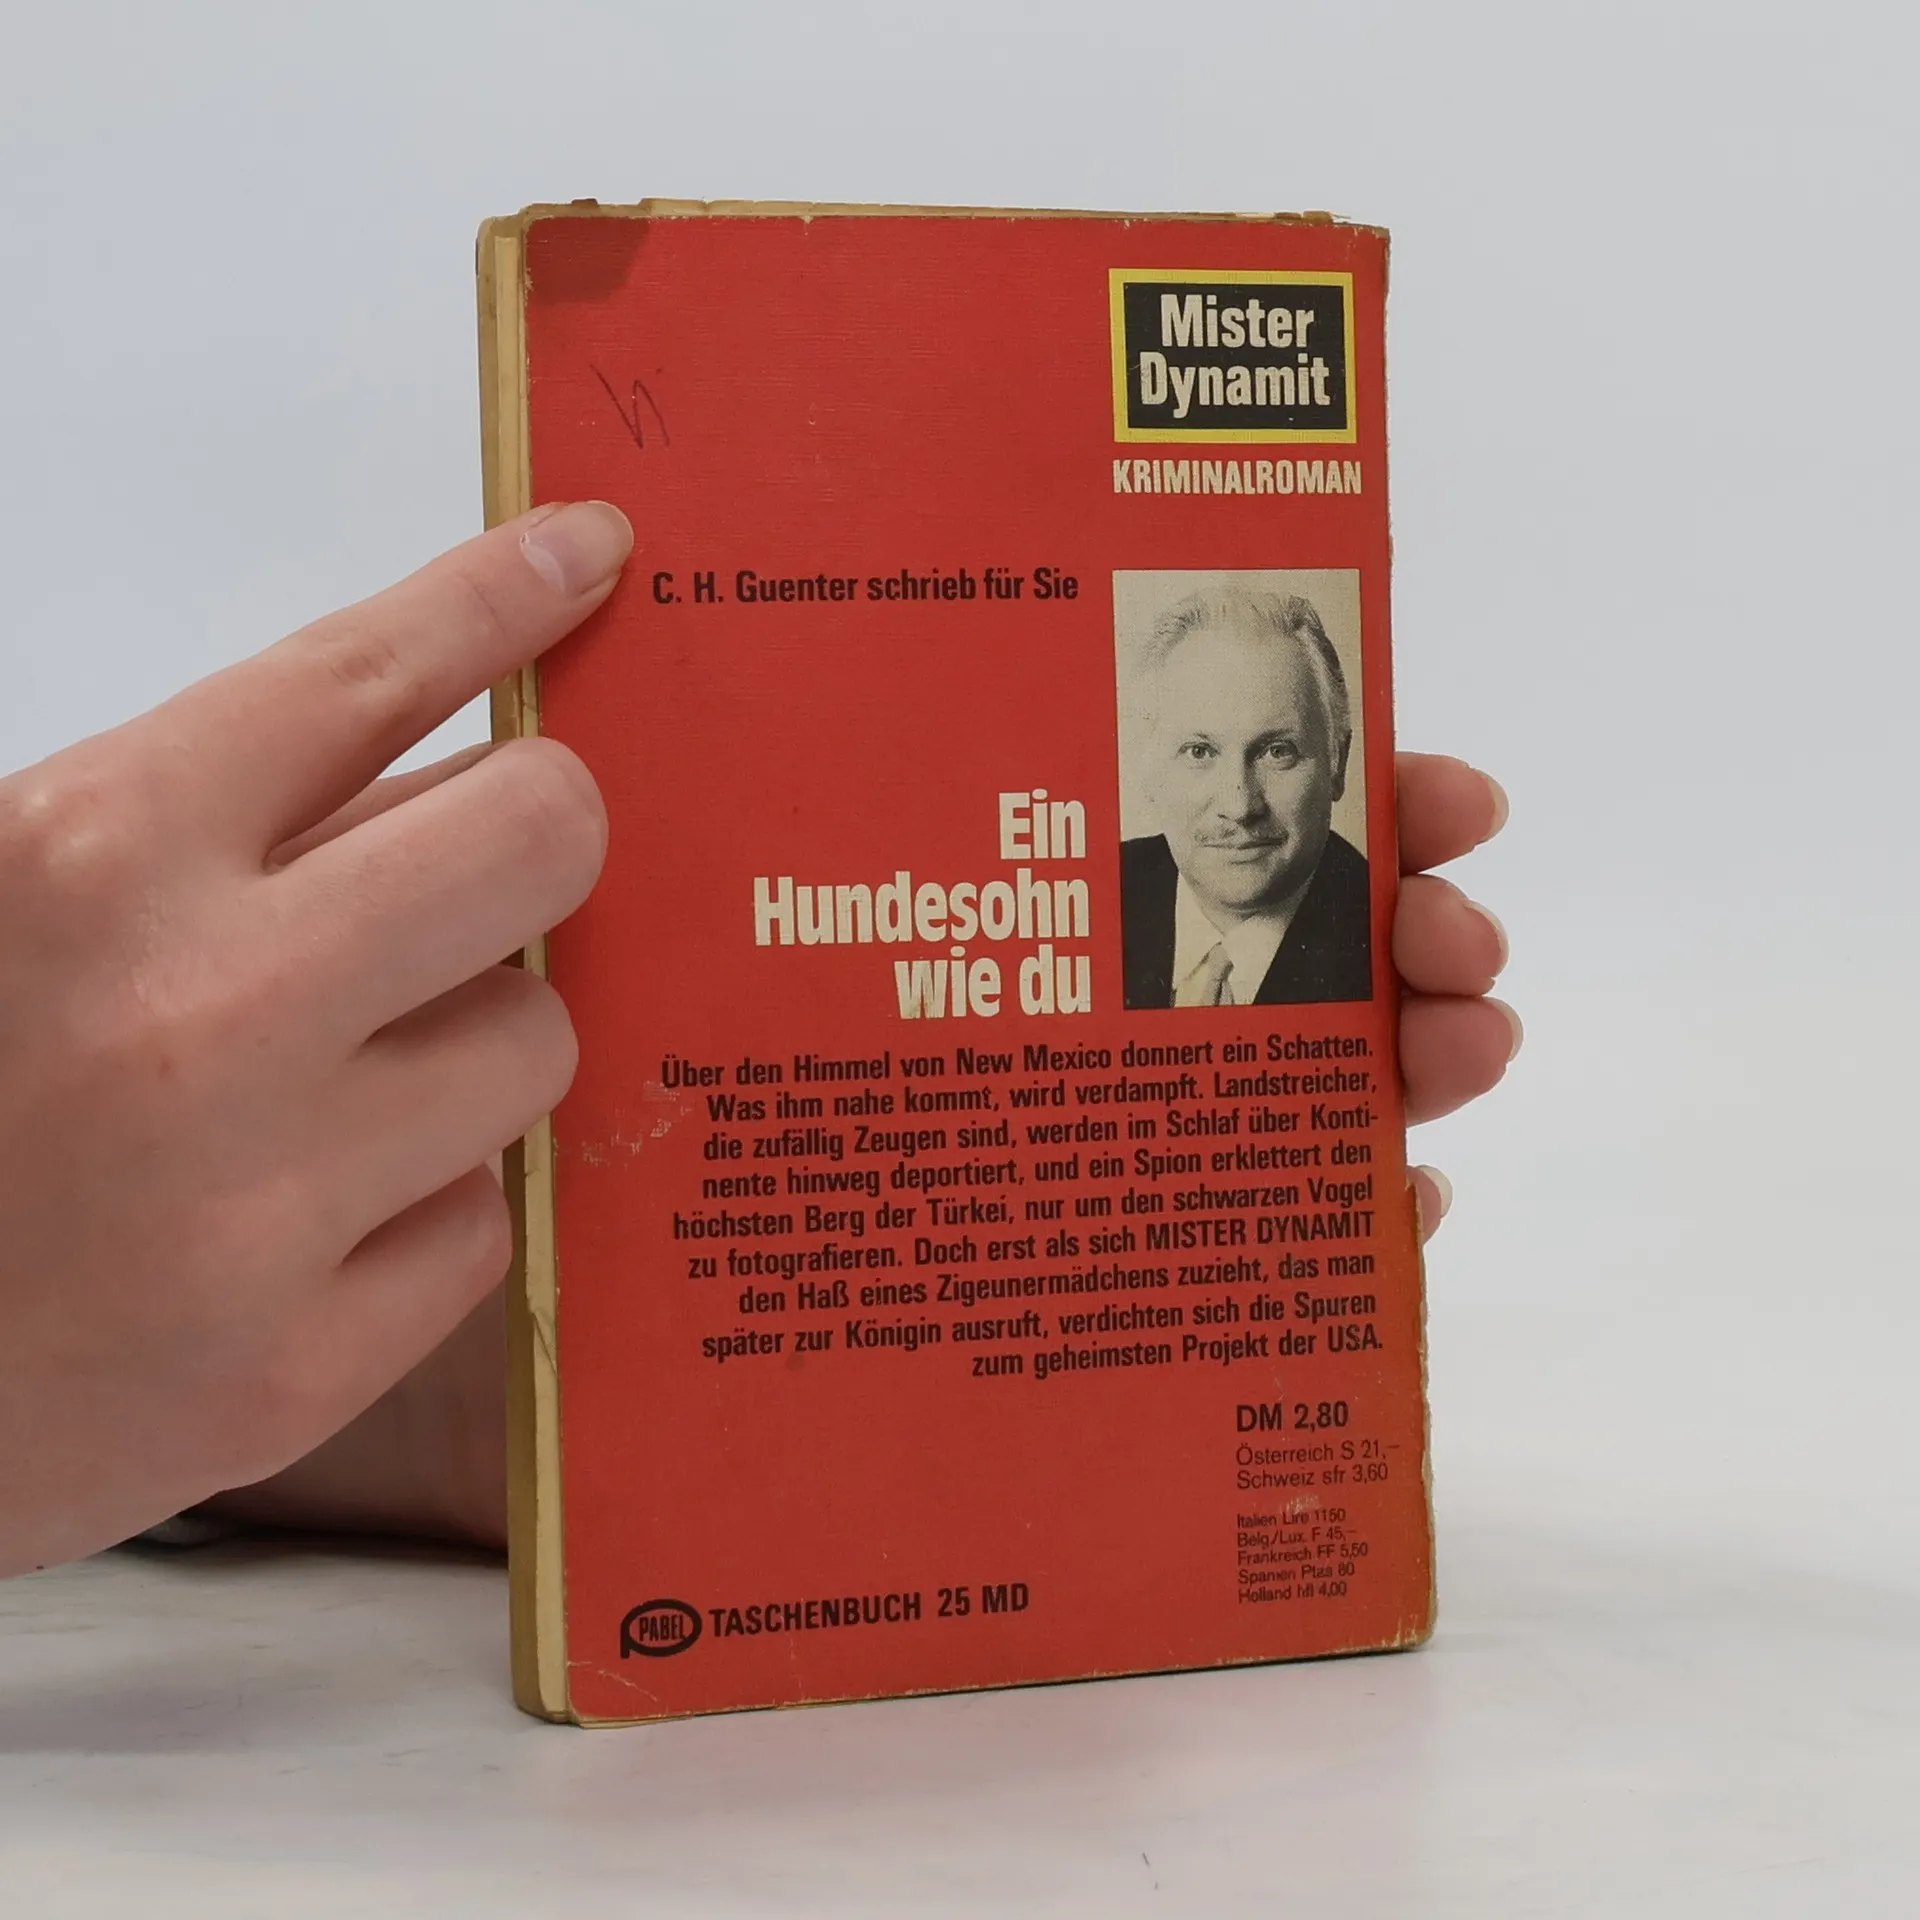 Mister
Dynamit
KRIMINALROMAN
C. H. Guenter schrieb für Sie
Ein
Hundesohn
wie du
Über den Himmel von New Mexico donnert ein Schatten.
Was ihm nahe kommt, wird verdampft. Landstreicher,
die zufällig Zeugen sind, werden im Schlaf über Konti-
nente hinweg deportiert, und ein Spion erklettert den
höchsten Berg der Türkei, nur um den schwarzen Vogel
zu fotografieren. Doch erst als sich MISTER DYNAMIT
den Haß eines Zigeunermädchens zuzieht, das man
später zur Königin ausruft, verdichten sich die Spuren
zum geheimsten Projekt der USA.
DM 2,80
Österreich S 21,–
Schweiz sfr 3,60
Italien Lire 1150
Belg./Lux. F 45,–
Frankreich FF 5,50
Spanien Ptas 80
Holland hfl 4,00
PABEL TASCHENBUCH 25 MD